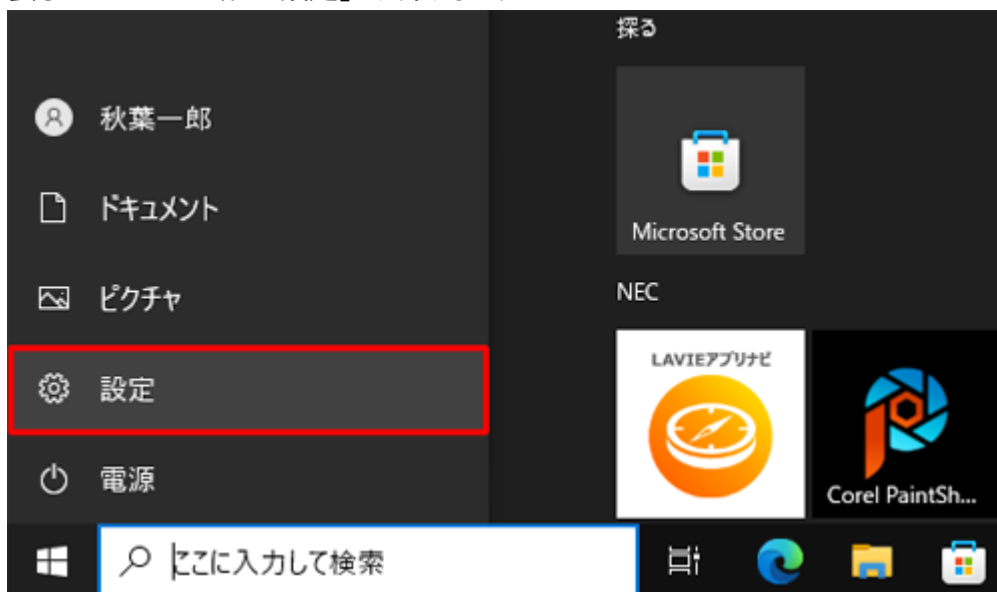 探る
秋葉一郎
ドキュメント
Microsoft Store
ピクチャ
NEC
LAVIEアプリナビ
設定
電源
Corel PaintSh...
ここに入力して検索